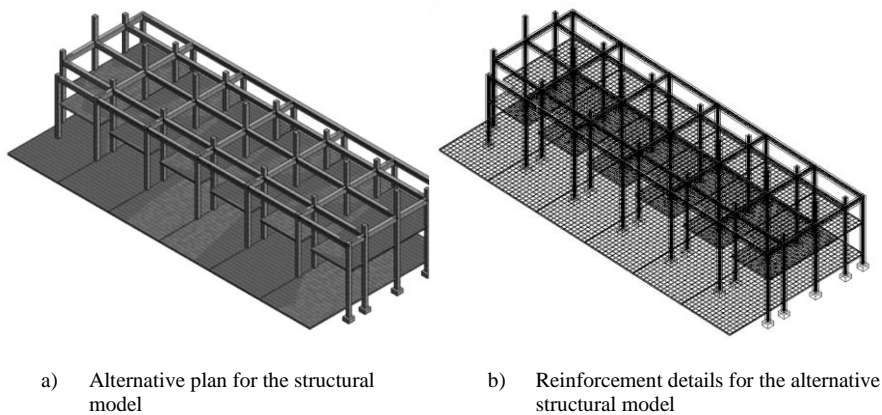 a) Alternative plan for the structural
model
b) Reinforcement details for the alternative
structural model